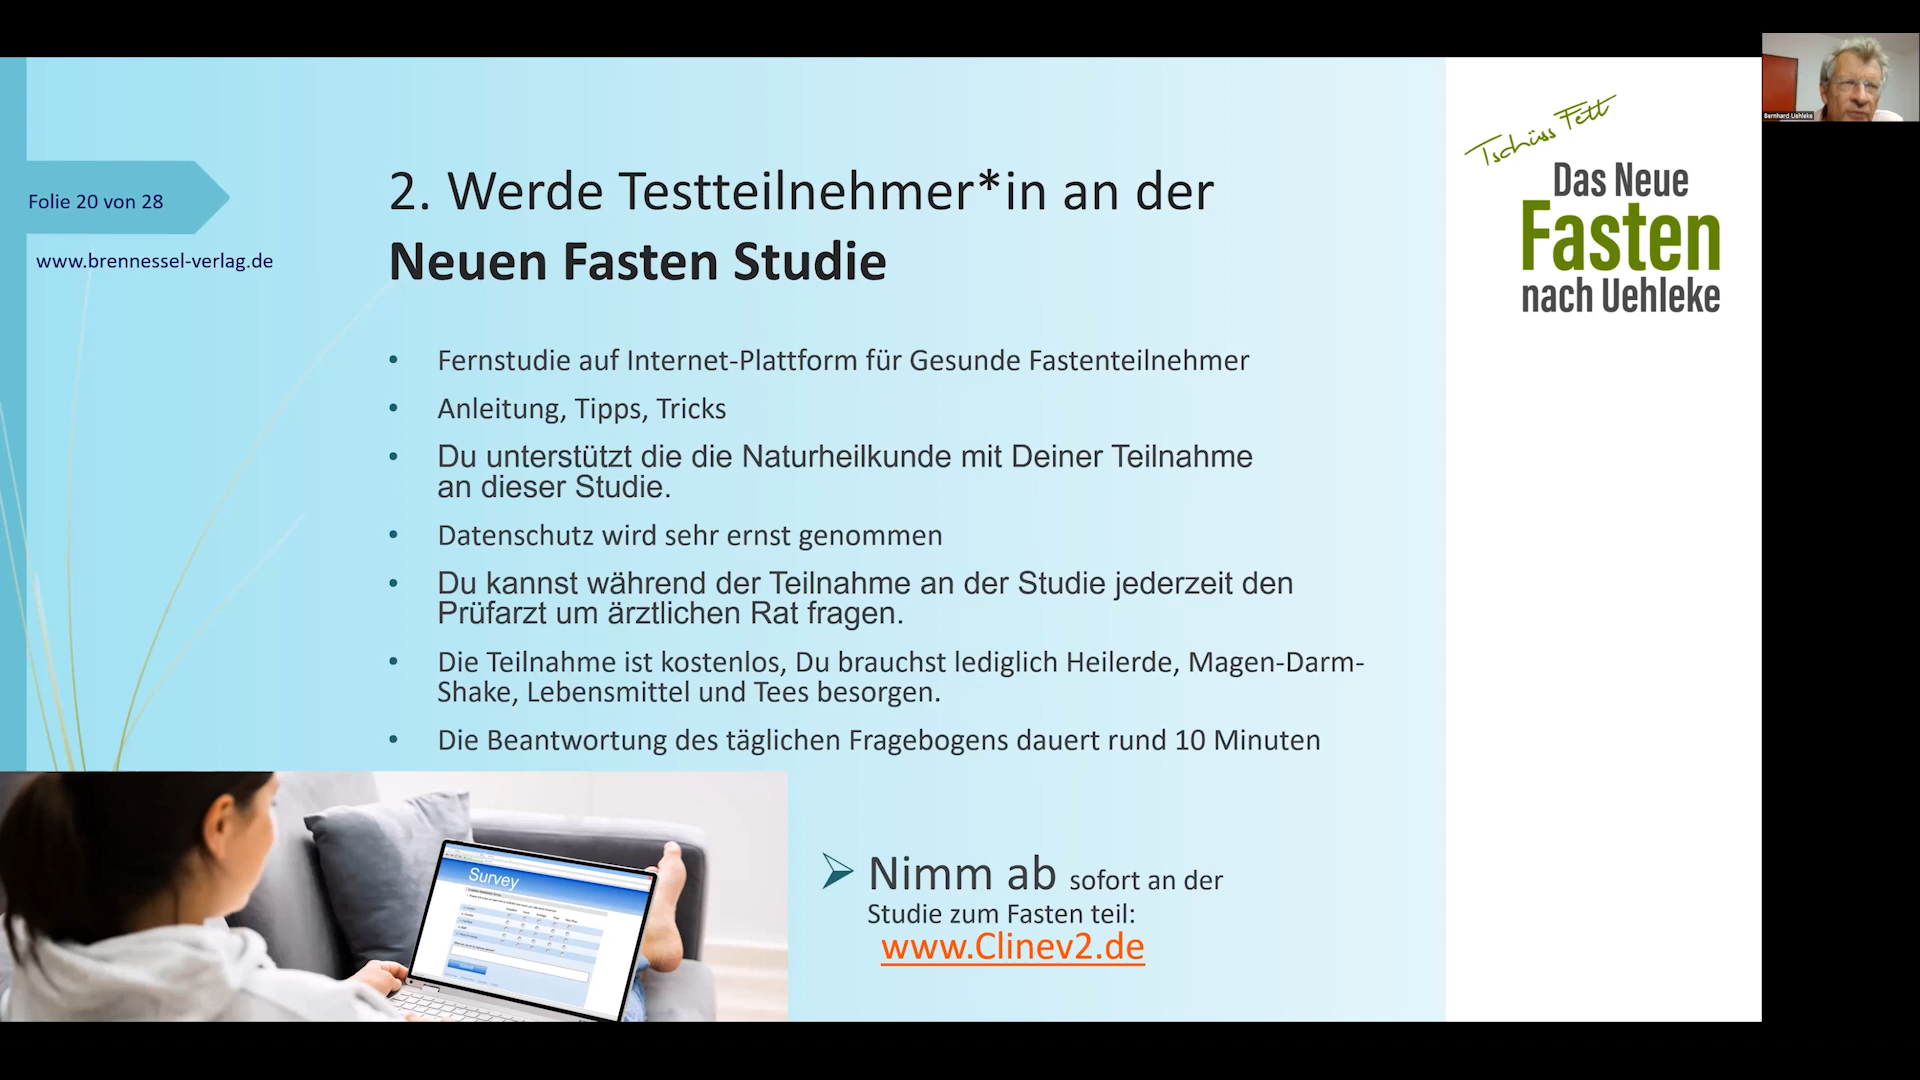 Bernhard Uehleke
Tschüss Fett
Das Neue
Fasten
nach Uehleke
Folie 20 von 28
www.brennessel-verlag.de
2. Werde Testteilnehmer*in an der
Neuen Fasten Studie
• Fernstudie auf Internet-Plattform für Gesunde Fastenteilnehmer
• Anleitung, Tipps, Tricks
• Du unterstützt die die Naturheilkunde mit Deiner Teilnahme
an dieser Studie.
• Datenschutz wird sehr ernst genommen
• Du kannst während der Teilnahme an der Studie jederzeit den
Prüfarzt um ärztlichen Rat fragen.
• Die Teilnahme ist kostenlos, Du brauchst lediglich Heilerde, Magen-Darm-
Shake, Lebensmittel und Tees besorgen.
• Die Beantwortung des täglichen Fragebogens dauert rund 10 Minuten
Survey
Nimm ab sofort an der
Studie zum Fasten teil:
www.Clinev2.de